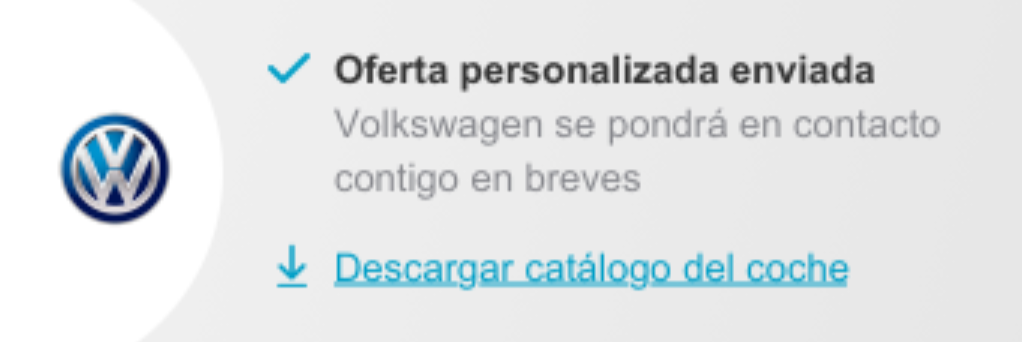 Oferta personalizada enviada
Volkswagen se pondrá en contacto
contigo en breves
Descargar catálogo del coche